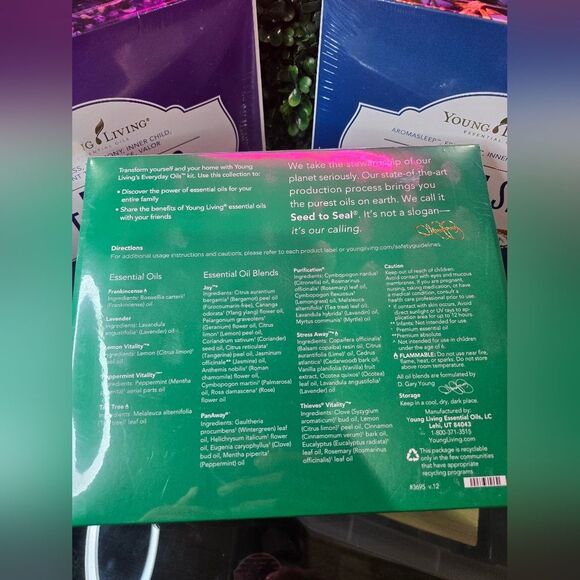 YOUNG LIVING®
ESSENTIAL OILS
INNER CHILD,
VALOR
YOUNG
ESSENTIAL
AROMASLEEP
Transform yourself and your home with Young
Living's Everyday Oils™ kit. Use this collection to:
• Discover the power of essential oils for your
entire family
• Share the benefits of Young Living® essential oils
with your friends
We take the stewardship of our
planet seriously. Our state-of-the-art
production process brings you
the purest oils on earth. We call it
Seed to Seal®. It's not a slogan—
it's our calling.
Directions
For additional usage instructions and cautions, please refer to each product label or youngliving.com/safetyguidelines.
Essential Oils
Frankincense
Ingredients: Boswellia carterii†
(Frankincense) oil
Lavender
Ingredients: Lavandula
angustifolia† (Lavender) oil
Lemon Vitality™
Ingredients: Lemon (Citrus limon)†
oil
Peppermint Vitality™
Ingredients: Peppermint (Mentha
aerial parts oil
Tea Tree
Melaleuca alternifolia
leaf oil
Essential Oil Blends
Joy™
Ingredients: Citrus aurantium
bergamia† (Bergamot) peel oil
(Furocoumarin-free), Cananga
odorata† (Ylang ylang) flower oil,
Pelargonium graveolens†
(Geranium) flower oil, Citrus
limon† (Lemon) peel oil,
Coriandrum sativum† (Coriander)
seed oil, Citrus reticulata†
(Tangerine) peel oil, Jasminum
officinale (Jasmine) oil,
Anthemis nobilis† (Roman
chamomile) flower oil,
Cymbopogon martini† (Palmarosa)
oil, Rosa damascena† (Rose)
flower oil
PanAway®
Ingredients: Gaultheria
procumbens† (Wintergreen) leaf
oil, Helichrysum italicum† flower
oil, Eugenia caryophyllus† (Clove)
bud oil, Mentha piperita†
(Peppermint) oil
Purification®
Ingredients: Cymbopogon nardus†
(Citronella) oil, Rosmarinus
officinalis† (Rosemary) leaf oil,
Cymbopogon flexuosus†
(Lemongrass) oil, Melaleuca
alternifolia† (Tea tree) leaf oil,
Lavandula hybrida† (Lavandin) oil,
Myrtus communis† (Myrtle) oil
Stress Away™
Ingredients: Copaifera officinalis†
(Balsam copaiba) resin oil, Citrus
aurantifolia† (Lime) oil, Cedrus
atlantica† (Cedarwood) bark oil,
Vanilla planifolia† (Vanilla) fruit
extract, Ocotea quixos† (Ocotea)
leaf oil, Lavandula angustifolia†
(Lavender) oil
Thieves® Vitality™
Ingredients: Clove (Syzygium
aromaticum)† bud oil, Lemon
(Citrus limon)† peel oil, Cinnamon
(Cinnamomum verum)† bark oil,
Eucalyptus (Eucalyptus radiata)†
leaf oil, Rosemary (Rosmarinus
officinalis)† leaf oil
Caution
Keep out of reach of children.
Avoid contact with eyes and mucous
membranes. If you are pregnant,
nursing, taking medication, or have
a medical condition, consult a
health care professional prior to use.
If contact with skin occurs, Avoid
direct sunlight or UV rays to ap-
plication area for up to 12 hours.
** Infants: Not intended for use.
† Premium essential oil
* Not intended for use in children
under the age of 6.
FLAMMABLE: Do not use near fire,
flame, heat, or sparks. Do not store
above room temperature.
All oil blends are formulated by
D. Gary Young
Storage
Keep in a cool, dry, dark place.
Manufactured by:
Young Living Essential Oils, LC
Lehi, UT 84043
1-800-371-3515
YoungLiving.com
This package is recyclable
only in the few communities
that have appropriate
recycling programs
#3695 v.12